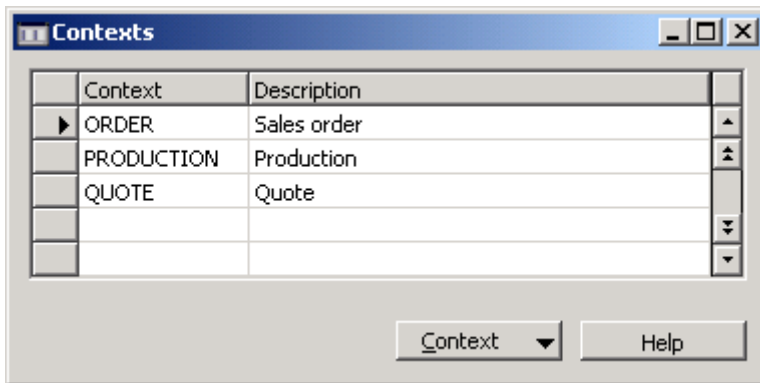 Contexts
Context Description
ORDER Sales order
PRODUCTION Production
QUOTE Quote
Context Help